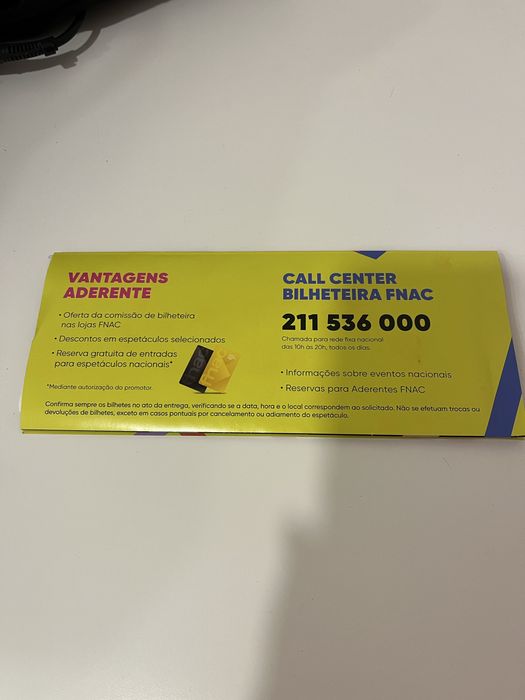 VANTAGENS
ADERENTE
• Oferta da comissão de bilheteira
nas lojas FNAC
• Descontos em espetáculos selecionados
• Reserva gratuita de entradas
para espetáculos nacionais*
*Mediante autorização do promotor.
CALL CENTER
BILHETEIRA FNAC
211 536 000
Chamada para rede fixa nacional
das 10h às 20h, todos os dias.
• Informações sobre eventos nacionais
• Reservas para Aderentes FNAC
Confirma sempre os bilhetes no ato da entrega, verificando se a data, hora e o local correspondem ao solicitado. Não se efetuam trocas ou
devoluções de bilhetes, exceto em casos pontuais por cancelamento ou adiamento do espetáculo.